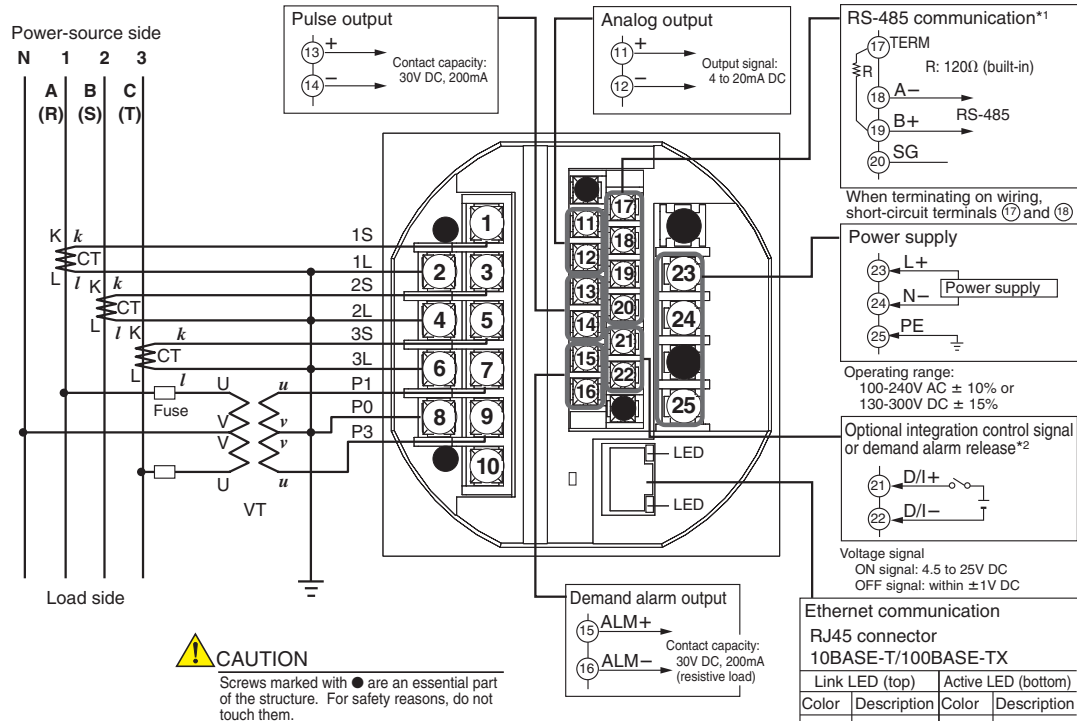 Power-source side
N 1 2 3
A B C
(R) (S) (T)
K k
CT
L l K k
CT
L l K k
CT
L l
Fuse
U u
V v
V v
U u
VT
Load side
1S
1L
2S
2L
3S
3L
P1
P0
P3
1
2 3
4 5
6 7
8 9
10
11
12
13
14
15
16
17
18
19
20
21
22
23
24
25
LED
LED
Pulse output
13 +
14 −
Contact capacity:
30V DC, 200mA
Analog output
11 +
12 −
Output signal:
4 to 20mA DC
RS-485 communication*1
17 TERM
R
R: 120Ω (built-in)
18 A−
RS-485
19 B+
20 SG
When terminating on wiring,
short-circuit terminals ⑰ and ⑱
Power supply
23 L+
Power supply
24 N−
25 PE
Operating range:
100-240V AC ± 10% or
130-300V DC ± 15%
Optional integration control signal
or demand alarm release*2
21 D/I+
22 D/I−
Voltage signal
ON signal: 4.5 to 25V DC
OFF signal: within ±1V DC
Demand alarm output
15 ALM+
16 ALM−
Contact capacity:
30V DC, 200mA
(resistive load)
Ethernet communication
RJ45 connector
10BASE-T/100BASE-TX
Link LED (top) Active LED (bottom)
Color Description Color Description
CAUTION
Screws marked with ● are an essential part
of the structure. For safety reasons, do not
touch them.